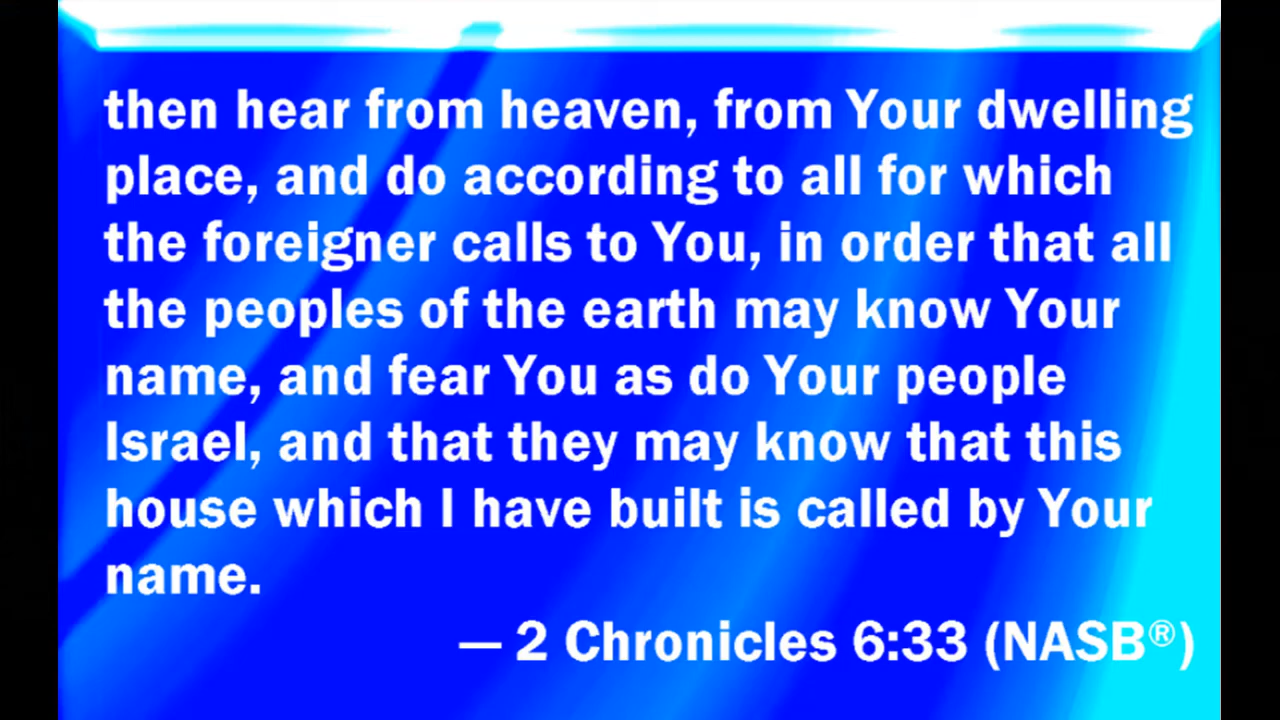 then hear from heaven, from Your dwelling
place, and do according to all for which
the foreigner calls to You, in order that all
the peoples of the earth may know Your
name, and fear You as do Your people
Israel, and that they may know that this
house which I have built is called by Your
name.
— 2 Chronicles 6:33 (NASB®)